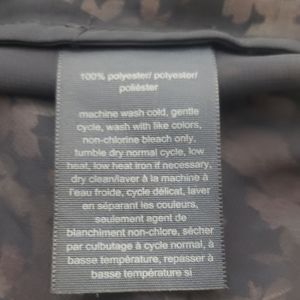 100% polyester/ polyester/
poliéster
machine wash cold, gentle
cycle, wash with like colors,
non-chlorine bleach only,
tumble dry normal cycle, low
heat, low heat iron if necessary,
dry clean/laver à la machine à
l'eau froide, cycle délicat, laver
en séparant les couleurs,
seulement agent de
blanchiment non-chlore, sécher
par culbutage à cycle normal, à
basse température, repasser à
basse température si